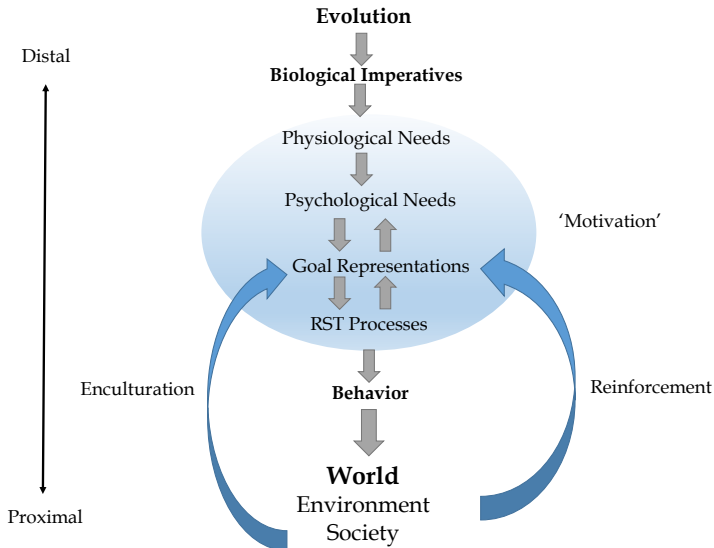 Evolution
Distal
Biological Imperatives
Physiological Needs
Psychological Needs
‘Motivation’
Goal Representations
RST Processes
Enculturation
Behavior
Reinforcement
World
Environment
Proximal
Society